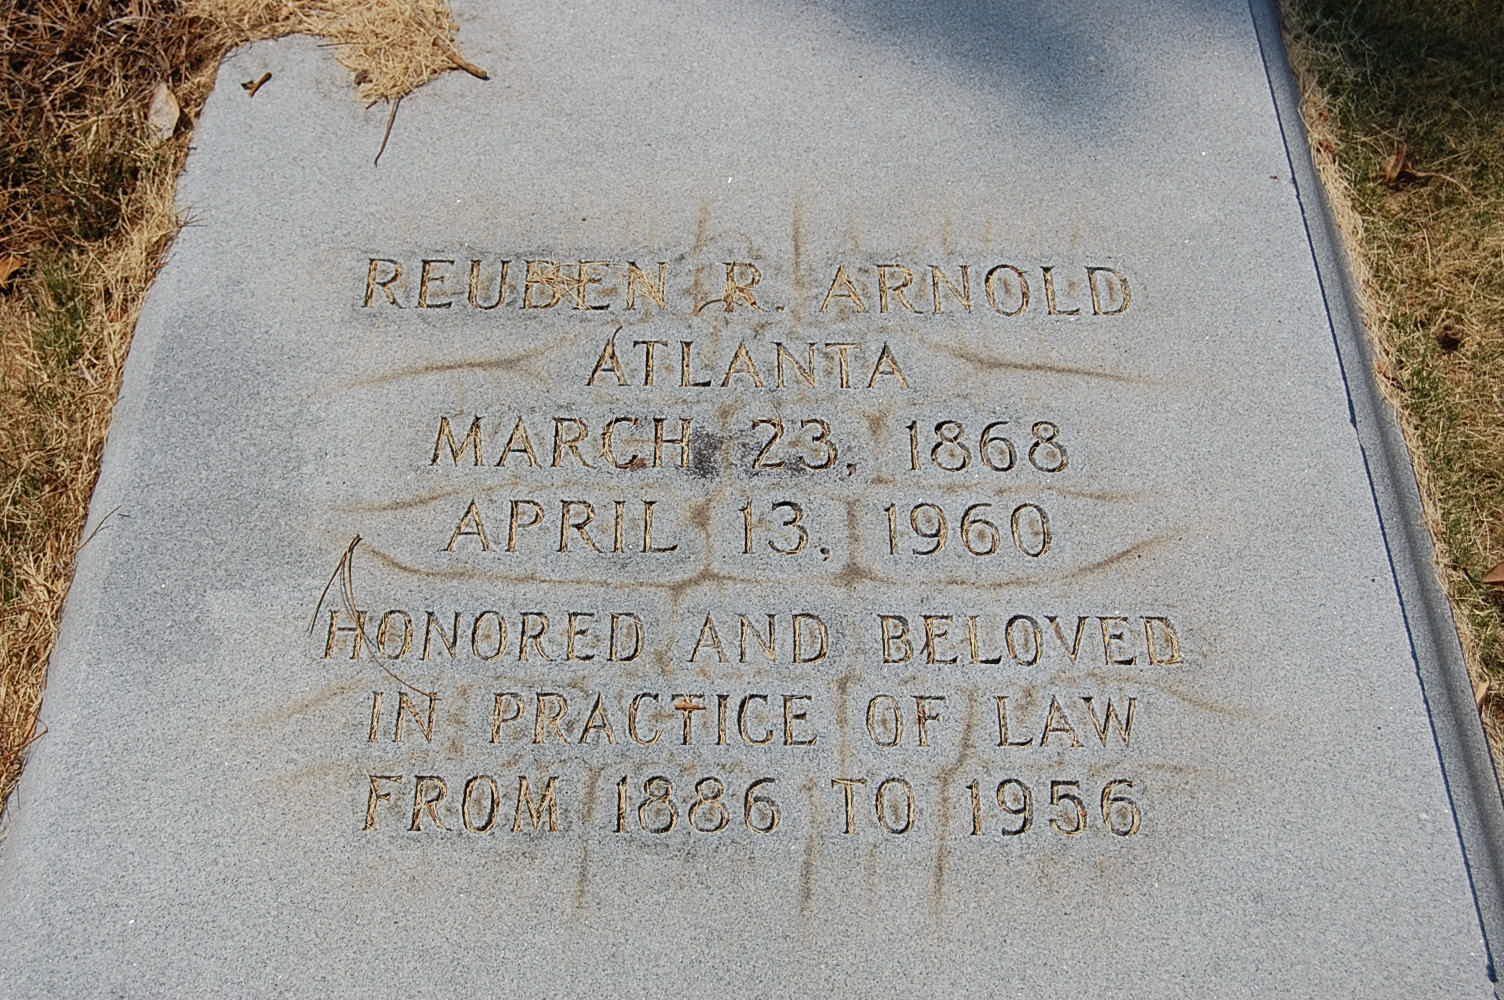 REUBEN R. ARNOLD
ATLANTA
MARCH 23, 1868
APRIL 13, 1960
HONORED AND BELOVED
IN PRACTICE OF LAW
FROM 1886 TO 1956